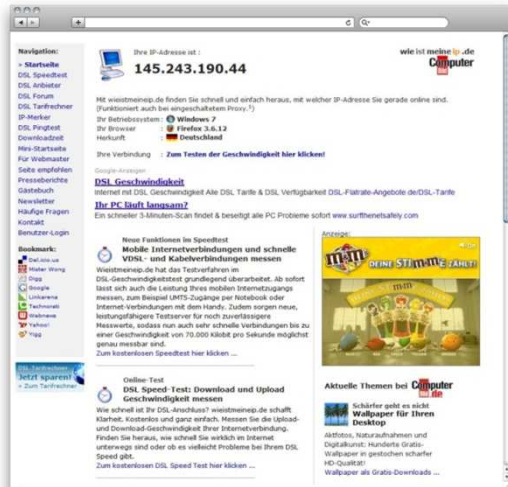 Navigation:
» Startseite
DSL Speedtest
DSL Anbieter
DSL Forum
DSL Tarifrechner
IP-Merker
DSL Pingtest
Downloadzeit
Mini-Startseite
Für Webmaster
Seite empfehlen
Presseberichte
Gästebuch
Newsletter
Häufige Fragen
Kontakt
Benutzer-Login
Bookmark:
Del.icio.us
Mister Wong
Digg
Google
Linkarena
Technorati
Webnews
Yahoo!
Yigg
DSL-Tarifrechner
Jetzt sparen!
» Zum Tarifrechner
Ihre IP-Adresse ist :
145.243.190.44
wie ist meine ip .de
Computer
Bild
Mit wieistmeineip.de finden Sie schnell und einfach heraus, mit welcher IP-Adresse Sie gerade online sind.
(Funktioniert auch bei eingeschaltetem Proxy.¹)
Ihr Betriebssystem : Windows 7
Ihr Browser : Firefox 3.6.12
Herkunft : Deutschland
Ihre Verbindung : Zum Testen der Geschwindigkeit hier klicken!
Google-Anzeigen
DSL Geschwindigkeit
Internet mit DSL Geschwindigkeit Alle DSL Tarife & DSL Verfügbarkeit DSL-Flatrate-Angebote.de/DSL-Tarife
Ihr PC läuft langsam?
Ein schneller 3-Minuten-Scan findet & beseitigt alle PC Probleme sofort www.surfthenetsafely.com
Neue Funktionen im Speedtest
Mobile Internetverbindungen und schnelle
VDSL- und Kabelverbindungen messen
Wieistmeineip.de hat das Testverfahren im
DSL-Geschwindigkeitstest grundlegend überarbeitet. Ab sofort
lässt sich auch die Leistung Ihres mobilen Internetzugangs
messen, zum Beispiel UMTS-Zugänge per Notebook oder
Internet-Verbindungen mit dem Handy. Zudem sorgen neue,
leistungsfähigere Testserver für noch zuverlässigere
Messwerte, sodass nun auch sehr schnelle Verbindungen bis zu
einer Geschwindigkeit von 70.000 Kilobit pro Sekunde möglichst
genau messbar sind.
Zum kostenlosen Speedtest hier klicken ...
Online-Test
DSL Speed-Test: Download und Upload
Geschwindigkeit messen
Wie schnell ist Ihr DSL-Anschluss? wieistmeineip.de schafft
Klarheit. Kostenlos und ganz einfach. Messen Sie die Upload-
und Download-Geschwindigkeit Ihrer Internetverbindung.
Finden Sie heraus, wie schnell Sie wirklich im Internet
unterwegs sind oder ob es vielleicht Probleme bei Ihrem DSL
Speed gibt.
Zum kostenlosen DSL Speed Test hier klicken ...
Anzeige:
m&m's
DEINE STIMME ZÄHLT!
Aktuelle Themen bei Computer
Bild
.de
Schärfer geht es nicht
Wallpaper für Ihren
Desktop
Aktfotos, Naturaufnahmen und
Digitalkunst: Hunderte Gratis-
Wallpaper in gestochen scharfer
HD-Qualität!
Wallpaper als Gratis-Downloads ...